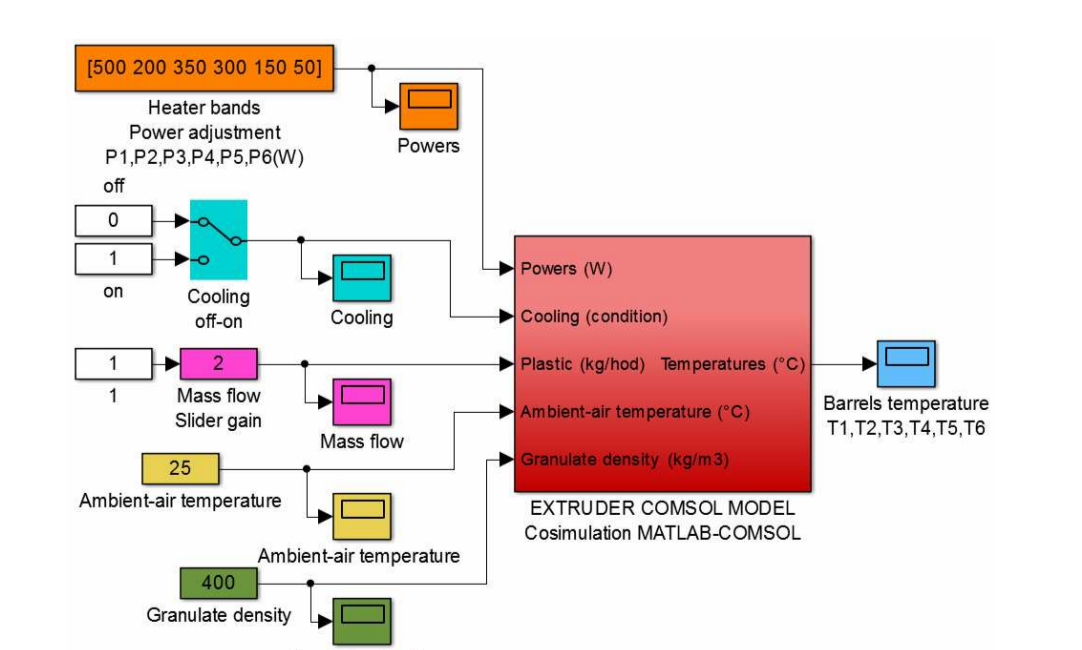 [500 200 350 300 150 50]
Heater bands
Power adjustment
P1,P2,P3,P4,P5,P6(W)
Powers
off
0
1
on
Cooling
off-on
Cooling
1
1
2
Mass flow
Slider gain
Mass flow
25
Ambient-air temperature
Ambient-air temperature
400
Granulate density
Powers (W)
Cooling (condition)
Plastic (kg/hod) Temperatures (°C)
Ambient-air temperature (°C)
Granulate density (kg/m3)
EXTRUDER COMSOL MODEL
Cosimulation MATLAB-COMSOL
Barrels temperature
T1,T2,T3,T4,T5,T6